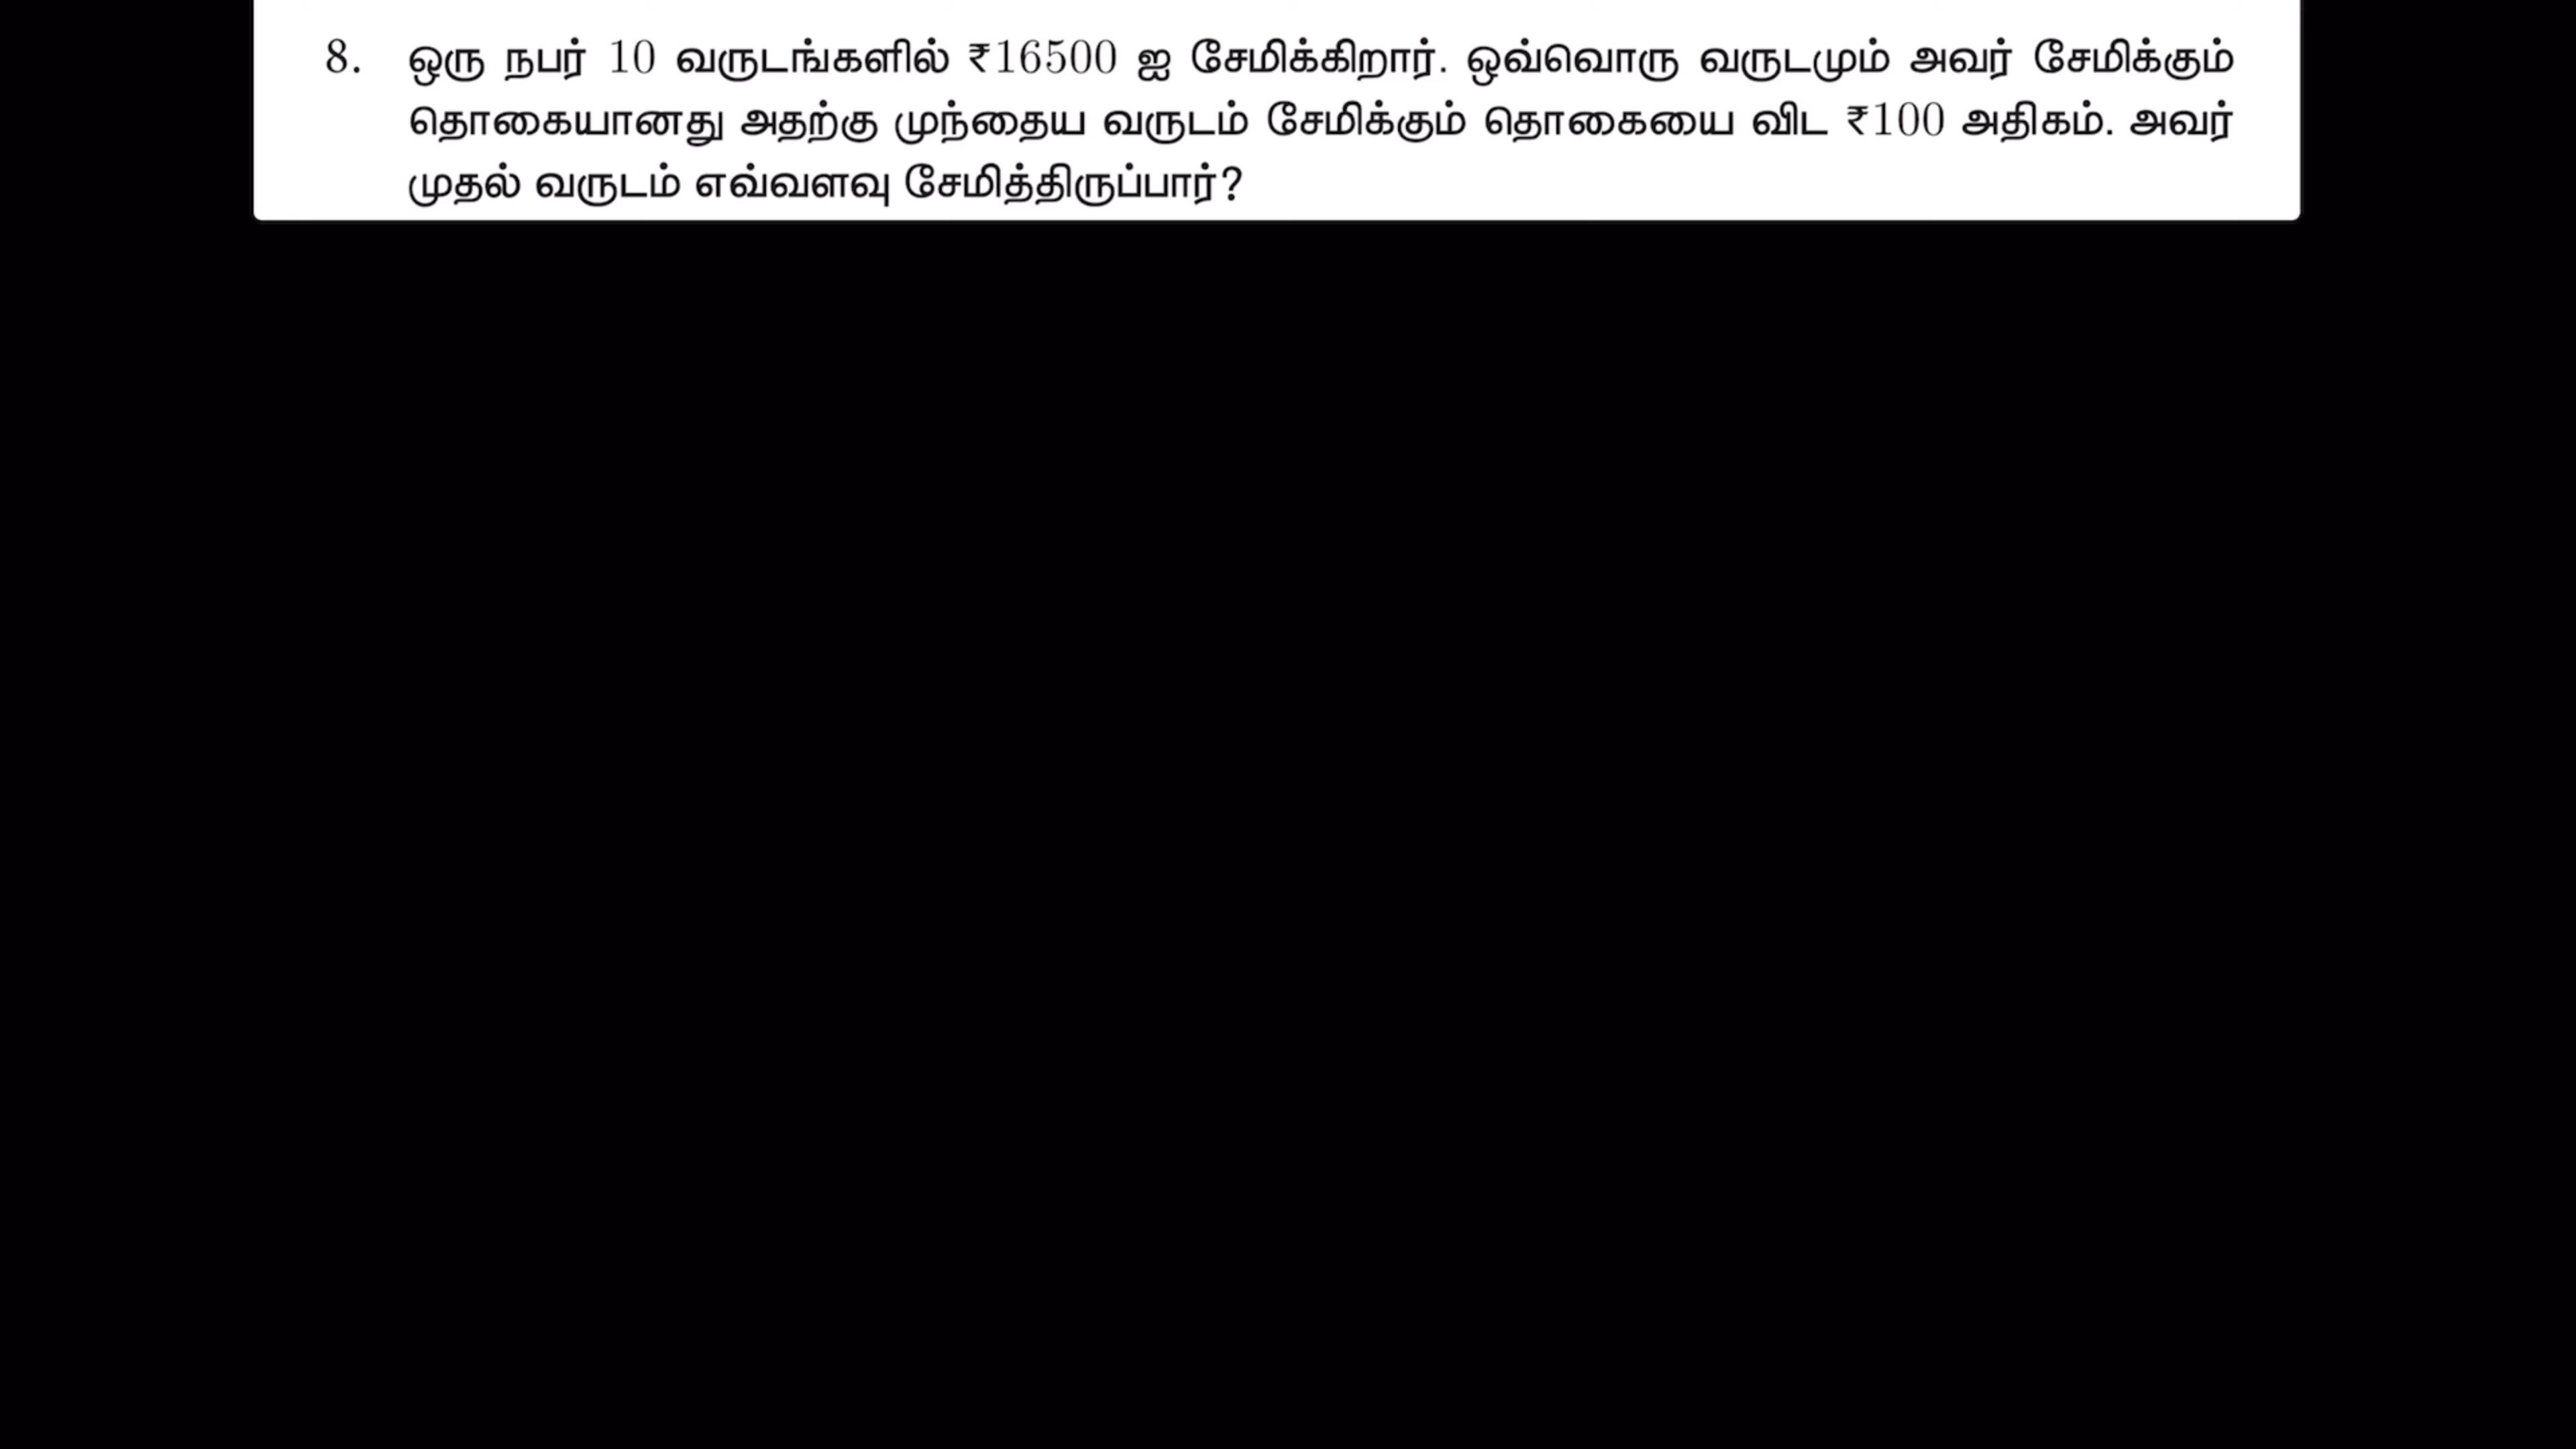 8. ஒரு நபர் 10 வருடங்களில் ₹16500 ஐ சேமிக்கிறார். ஒவ்வொரு வருடமும் அவர் சேமிக்கும்
தொகையானது அதற்கு முந்தைய வருடம் சேமிக்கும் தொகையை விட ₹100 அதிகம். அவர்
முதல் வருடம் எவ்வளவு சேமித்திருப்பார்?